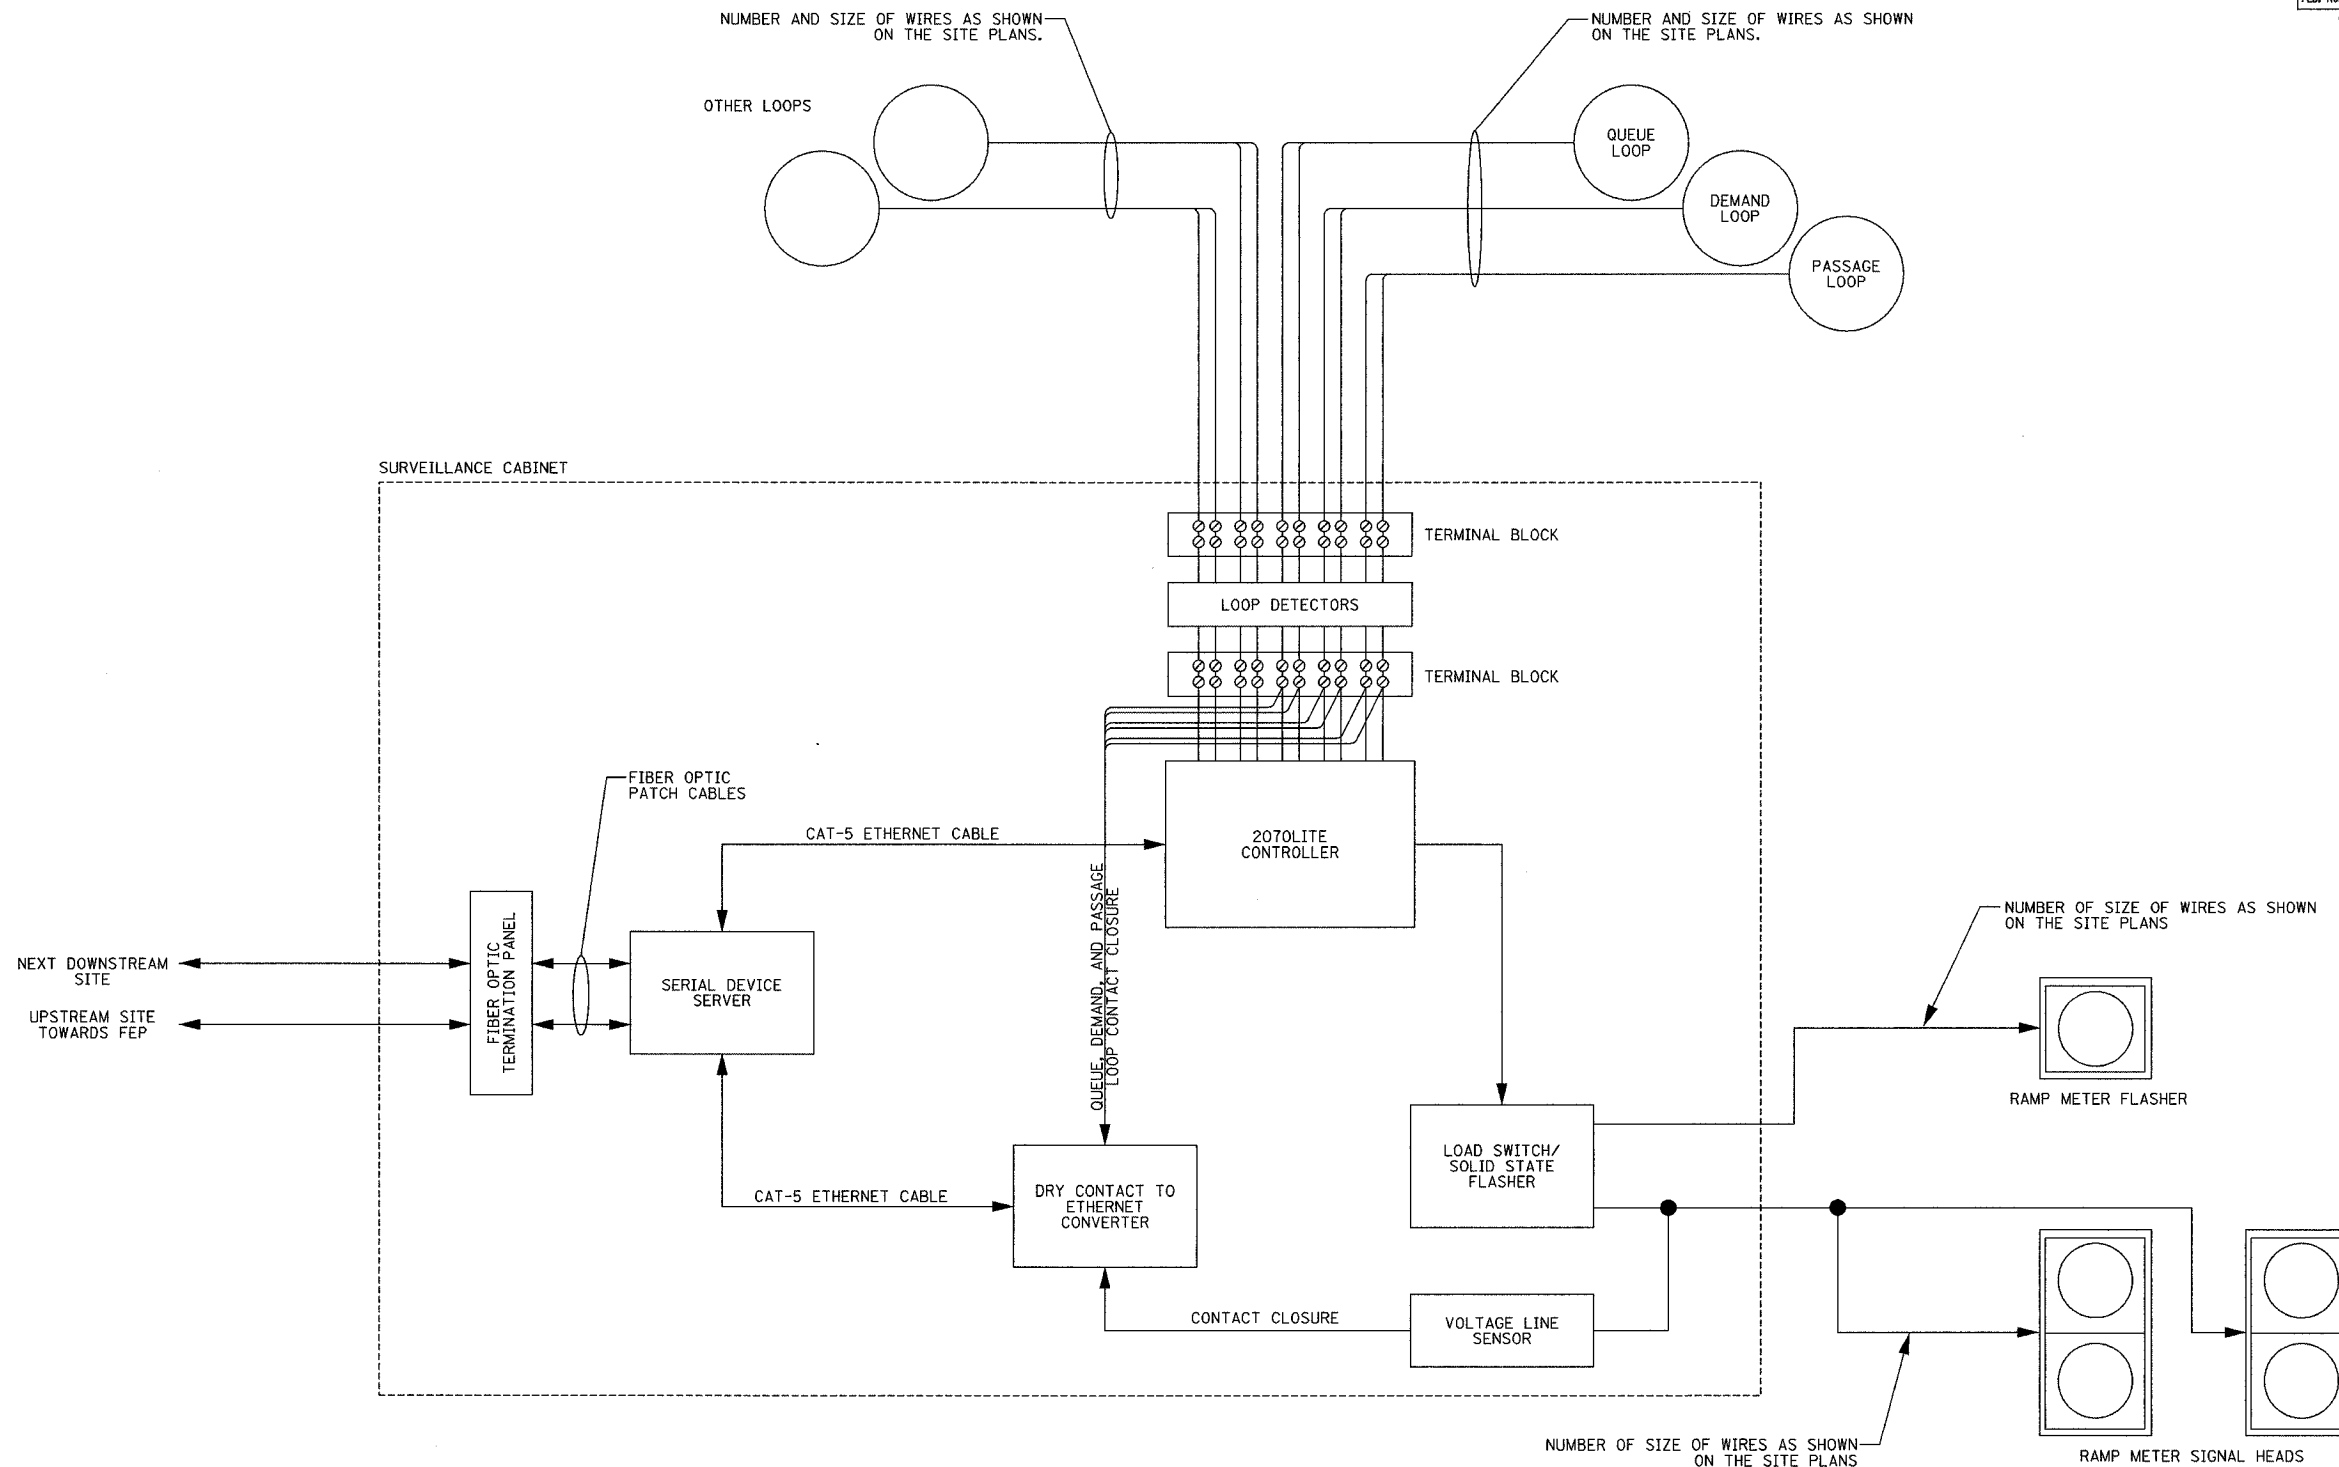 NUMBER AND SIZE OF WIRES AS SHOWN
ON THE SITE PLANS.
NUMBER AND SIZE OF WIRES AS SHOWN
ON THE SITE PLANS.
OTHER LOOPS
QUEUE
LOOP
DEMAND
LOOP
PASSAGE
LOOP
SURVEILLANCE CABINET
TERMINAL BLOCK
LOOP DETECTORS
TERMINAL BLOCK
FIBER OPTIC
PATCH CABLES
CAT-5 ETHERNET CABLE
2070LITE
CONTROLLER
QUEUE, DEMAND, AND PASSAGE
LOOP CONTACT CLOSURE
NUMBER OF SIZE OF WIRES AS SHOWN
ON THE SITE PLANS
NEXT DOWNSTREAM
SITE
UPSTREAM SITE
TOWARDS FEP
FIBER OPTIC
TERMINATION PANEL
SERIAL DEVICE
SERVER
RAMP METER FLASHER
LOAD SWITCH/
SOLID STATE
FLASHER
CAT-5 ETHERNET CABLE
DRY CONTACT TO
ETHERNET
CONVERTER
CONTACT CLOSURE
VOLTAGE LINE
SENSOR
NUMBER OF SIZE OF WIRES AS SHOWN
ON THE SITE PLANS
RAMP METER SIGNAL HEADS